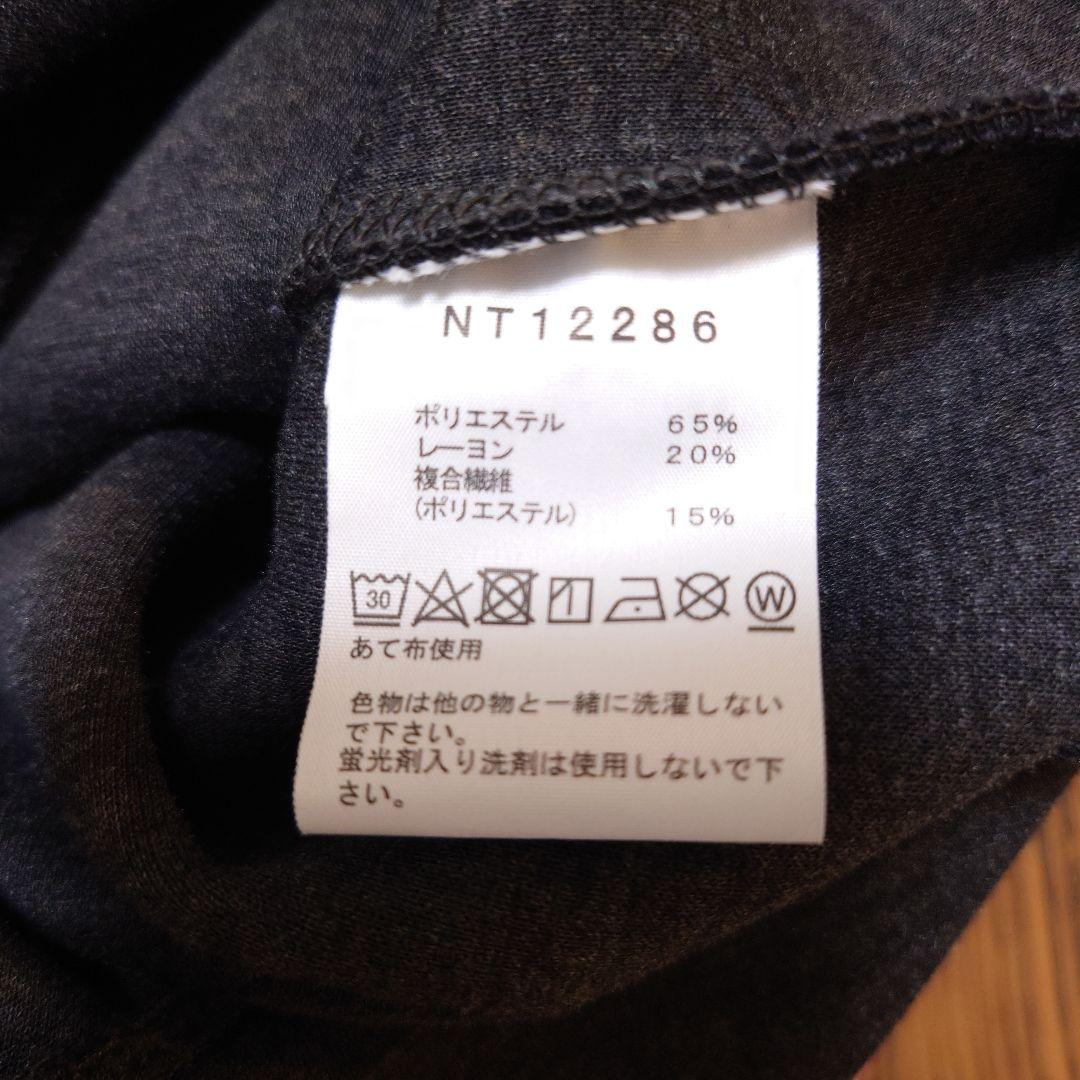 NT12286
ポリエステル 65%
レーヨン 20%
複合繊維
(ポリエステル) 15%
30 W
あて布使用
色物は他の物と一緒に洗濯しない
で下さい。
蛍光剤入り洗剤は使用しないで下
さい。